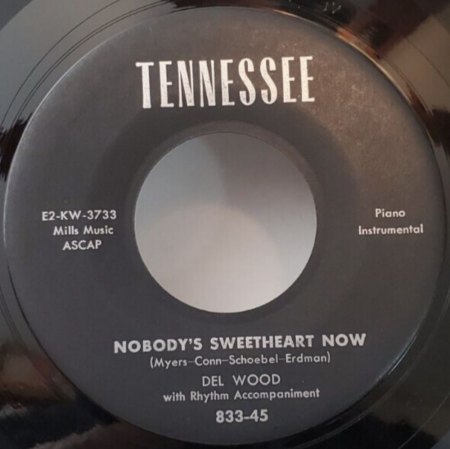 TENNESSEE
E2-KW-3733
Mills Music
ASCAP
Piano
Instrumental
NOBODY'S SWEETHEART NOW
(Myers-Conn-Schoebel-Erdman)
DEL WOOD
with Rhythm Accompaniment
833-45